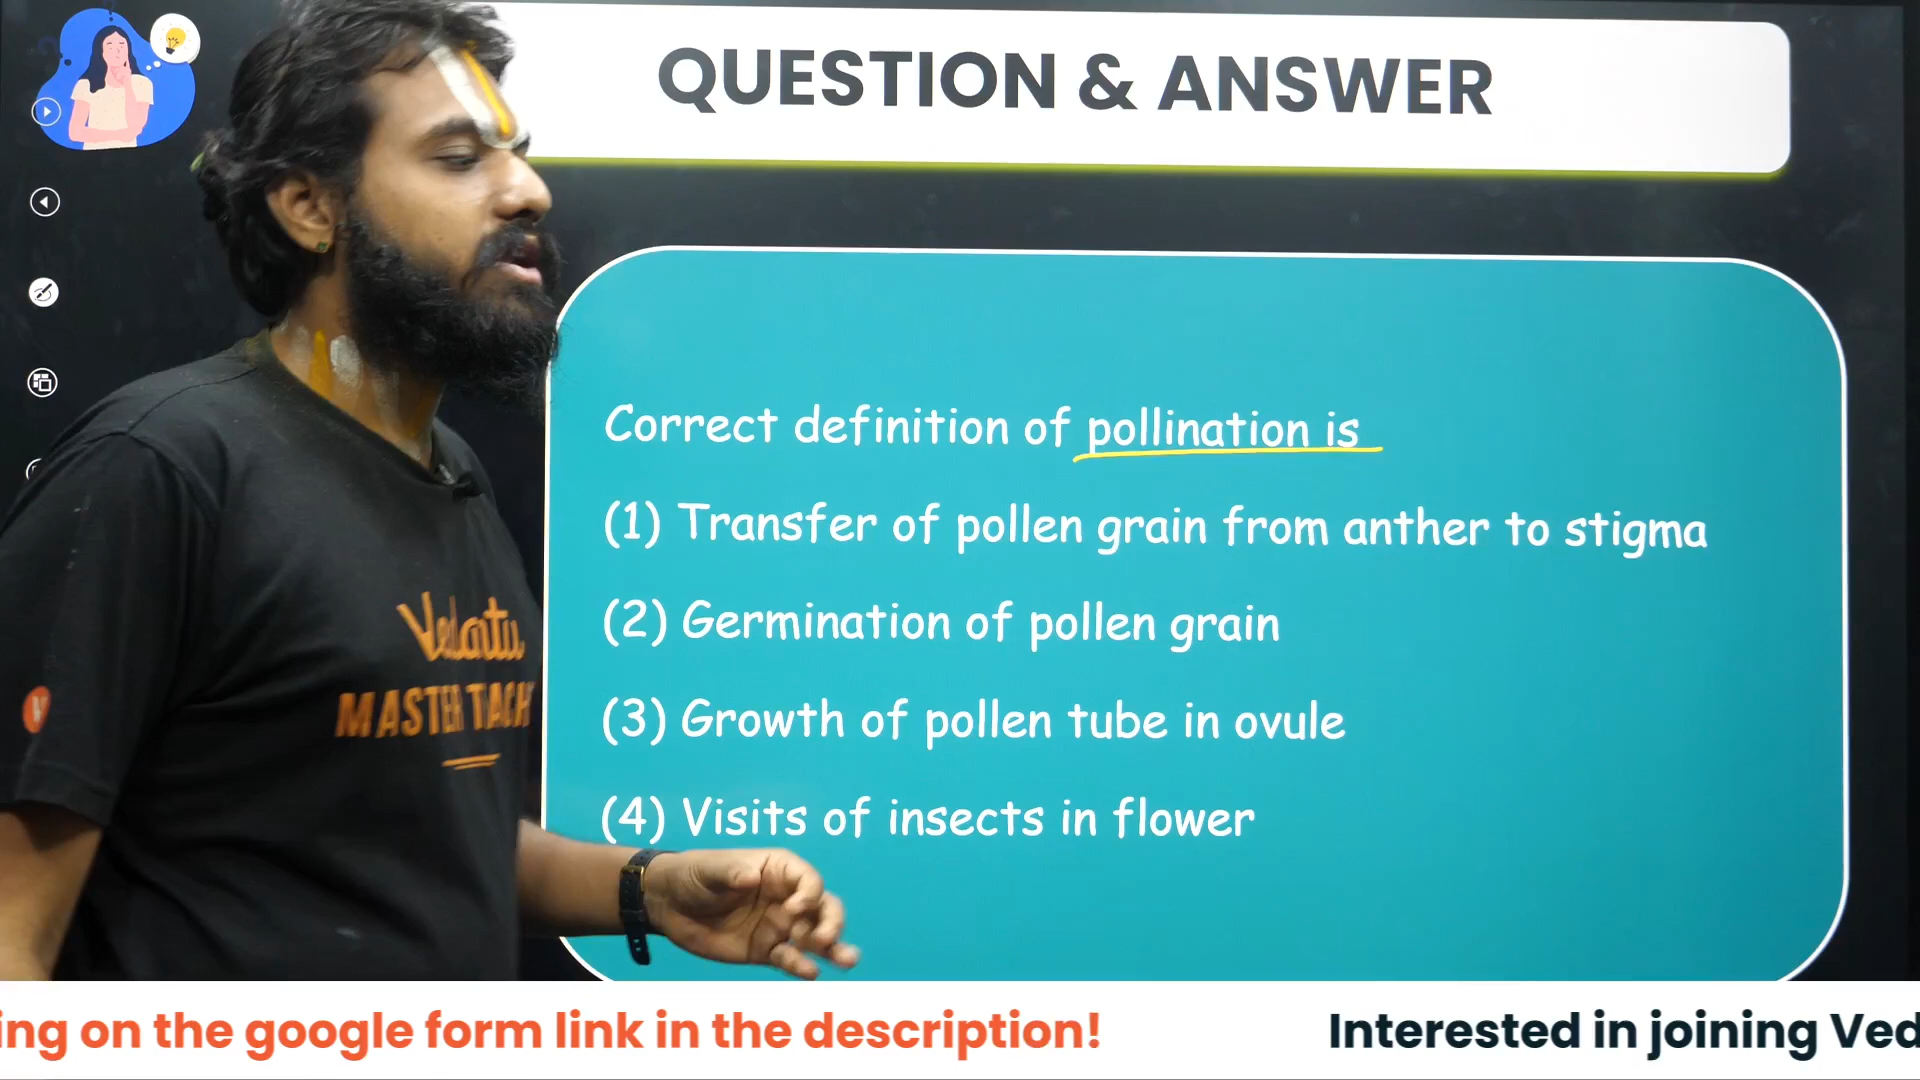 QUESTION & ANSWER
Correct definition of pollination is
(1) Transfer of pollen grain from anther to stigma
(2) Germination of pollen grain
(3) Growth of pollen tube in ovule
(4) Visits of insects in flower
Vedantu
MASTER TEACH
ing on the google form link in the description!
Interested in joining Ved